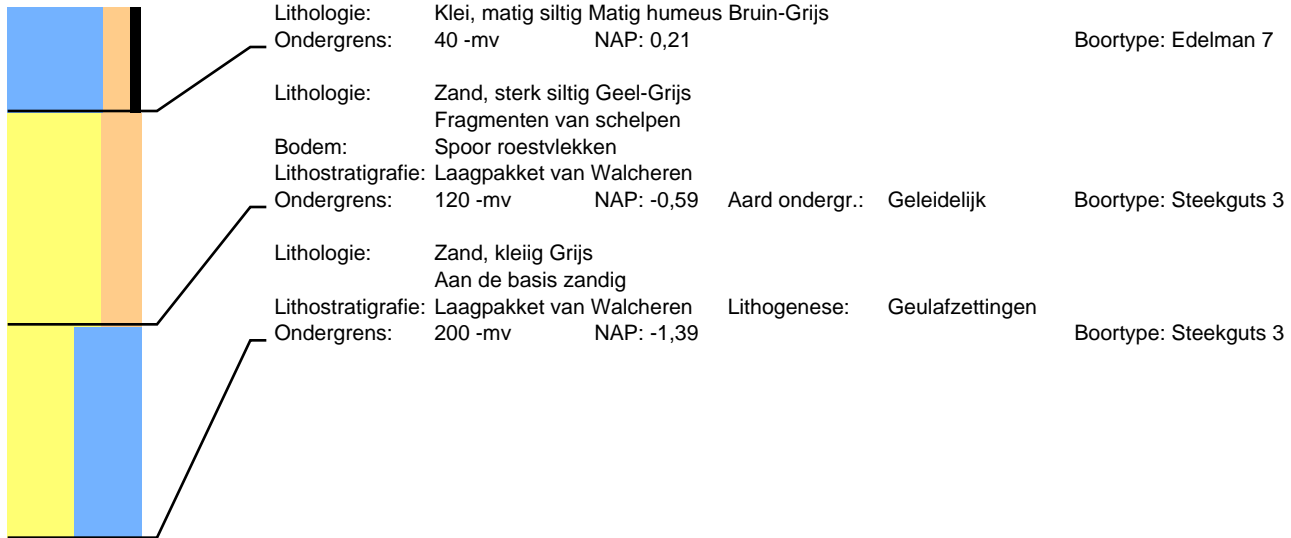 Lithologie: Klei, matig siltig Matig humeus Bruin-Grijs
Ondergrens: 40 -mv NAP: 0,21 Boortype: Edelman 7
Lithologie: Zand, sterk siltig Geel-Grijs
Fragmenten van schelpen
Bodem: Spoor roestvlekken
Lithostratigrafie: Laagpakket van Walcheren
Ondergrens: 120 -mv NAP: -0,59 Aard ondergr.: Geleidelijk Boortype: Steekguts 3
Lithologie: Zand, kleiig Grijs
Aan de basis zandig
Lithostratigrafie: Laagpakket van Walcheren Lithogenese: Geulafzettingen
Ondergrens: 200 -mv NAP: -1,39 Boortype: Steekguts 3